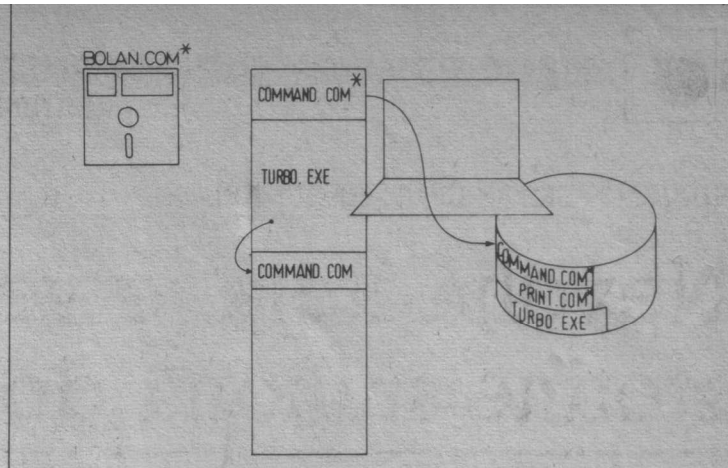 BOLAN.COM*
COMMAND.COM*
TURBO.EXE
COMMAND.COM
COMMAND.COM*
PRINT.COM*
TURBO.EXE